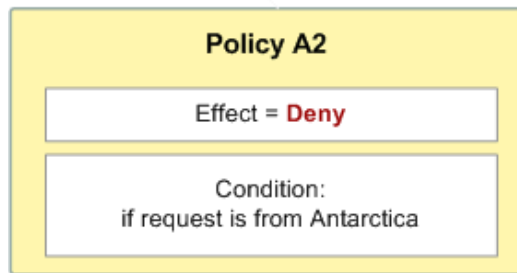 Policy A2
Effect = Deny
Condition:
if request is from Antarctica